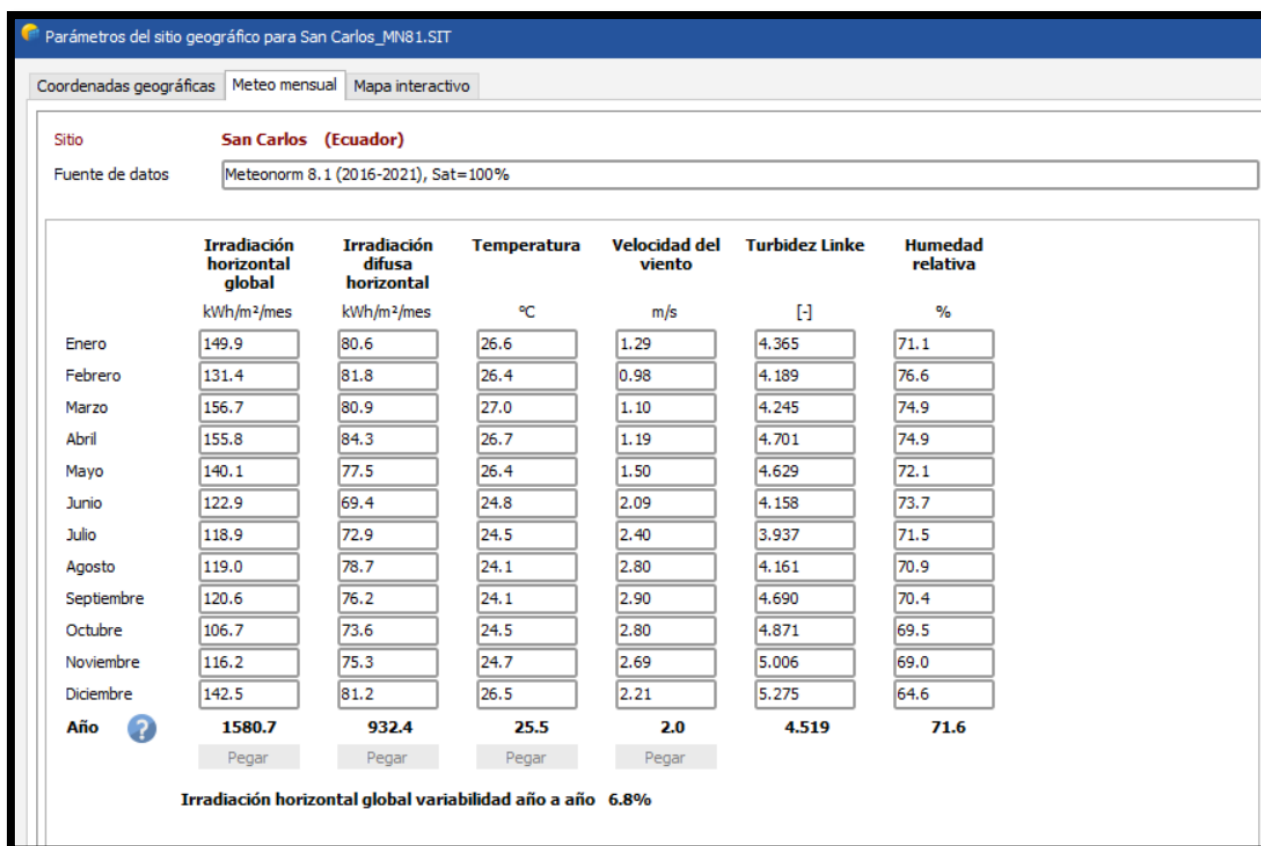 Parámetros del sitio geográfico para San Carlos_MN81.SIT
Coordenadas geográficas Meteo mensual Mapa interactivo
Sitio San Carlos (Ecuador)
Fuente de datos Meteonorm 8.1 (2016-2021), Sat=100%
Irradiación horizontal global Irradiación difusa horizontal Temperatura Velocidad del viento Turbidez Linke Humedad relativa
kWh/m²/mes kWh/m²/mes ºC m/s [-] %
Enero 149.9 80.6 26.6 1.29 4.365 71.1
Febrero 131.4 81.8 26.4 0.98 4.189 76.6
Marzo 156.7 80.9 27.0 1.10 4.245 74.9
Abril 155.8 84.3 26.7 1.19 4.701 74.9
Mayo 140.1 77.5 26.4 1.50 4.629 72.1
Junio 122.9 69.4 24.8 2.09 4.158 73.7
Julio 118.9 72.9 24.5 2.40 3.937 71.5
Agosto 119.0 78.7 24.1 2.80 4.161 70.9
Septiembre 120.6 76.2 24.1 2.90 4.690 70.4
Octubre 106.7 73.6 24.5 2.80 4.871 69.5
Noviembre 116.2 75.3 24.7 2.69 5.006 69.0
Diciembre 142.5 81.2 26.5 2.21 5.275 64.6
Año ? 1580.7 932.4 25.5 2.0 4.519 71.6
Pegar Pegar Pegar Pegar
Irradiación horizontal global variabilidad año a año 6.8%